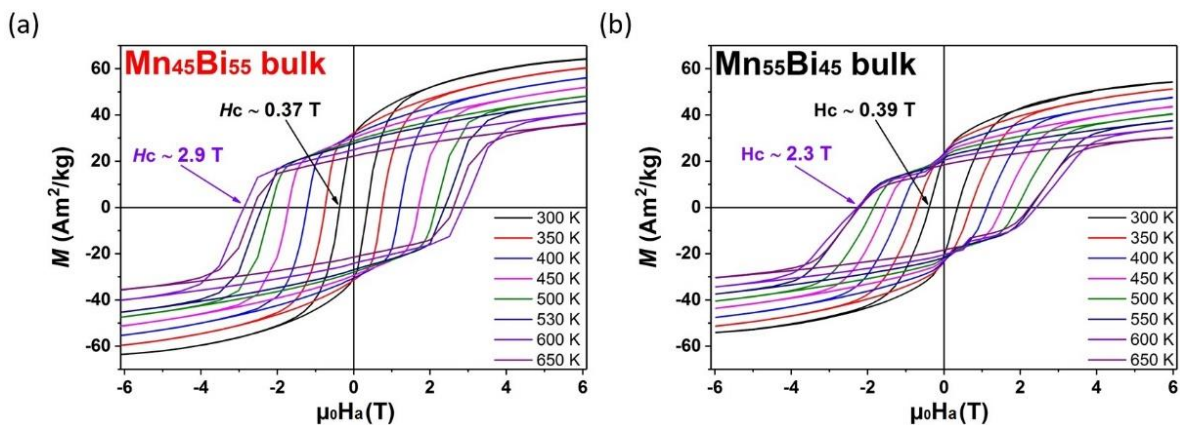 (a)
Mn45Bi55 bulk
Hc ~ 0.37 T
Hc ~ 2.9 T
M (Am²/kg)
60
40
20
0
-20
-40
-60
300 K
350 K
400 K
450 K
500 K
530 K
600 K
650 K
-6 -4 -2 0 2 4 6
μ0Ha(T)
(b)
Mn55Bi45 bulk
Hc ~ 0.39 T
Hc ~ 2.3 T
M (Am²/kg)
60
40
20
0
-20
-40
-60
300 K
350 K
400 K
450 K
500 K
550 K
600 K
650 K
-6 -4 -2 0 2 4 6
μ0Ha(T)